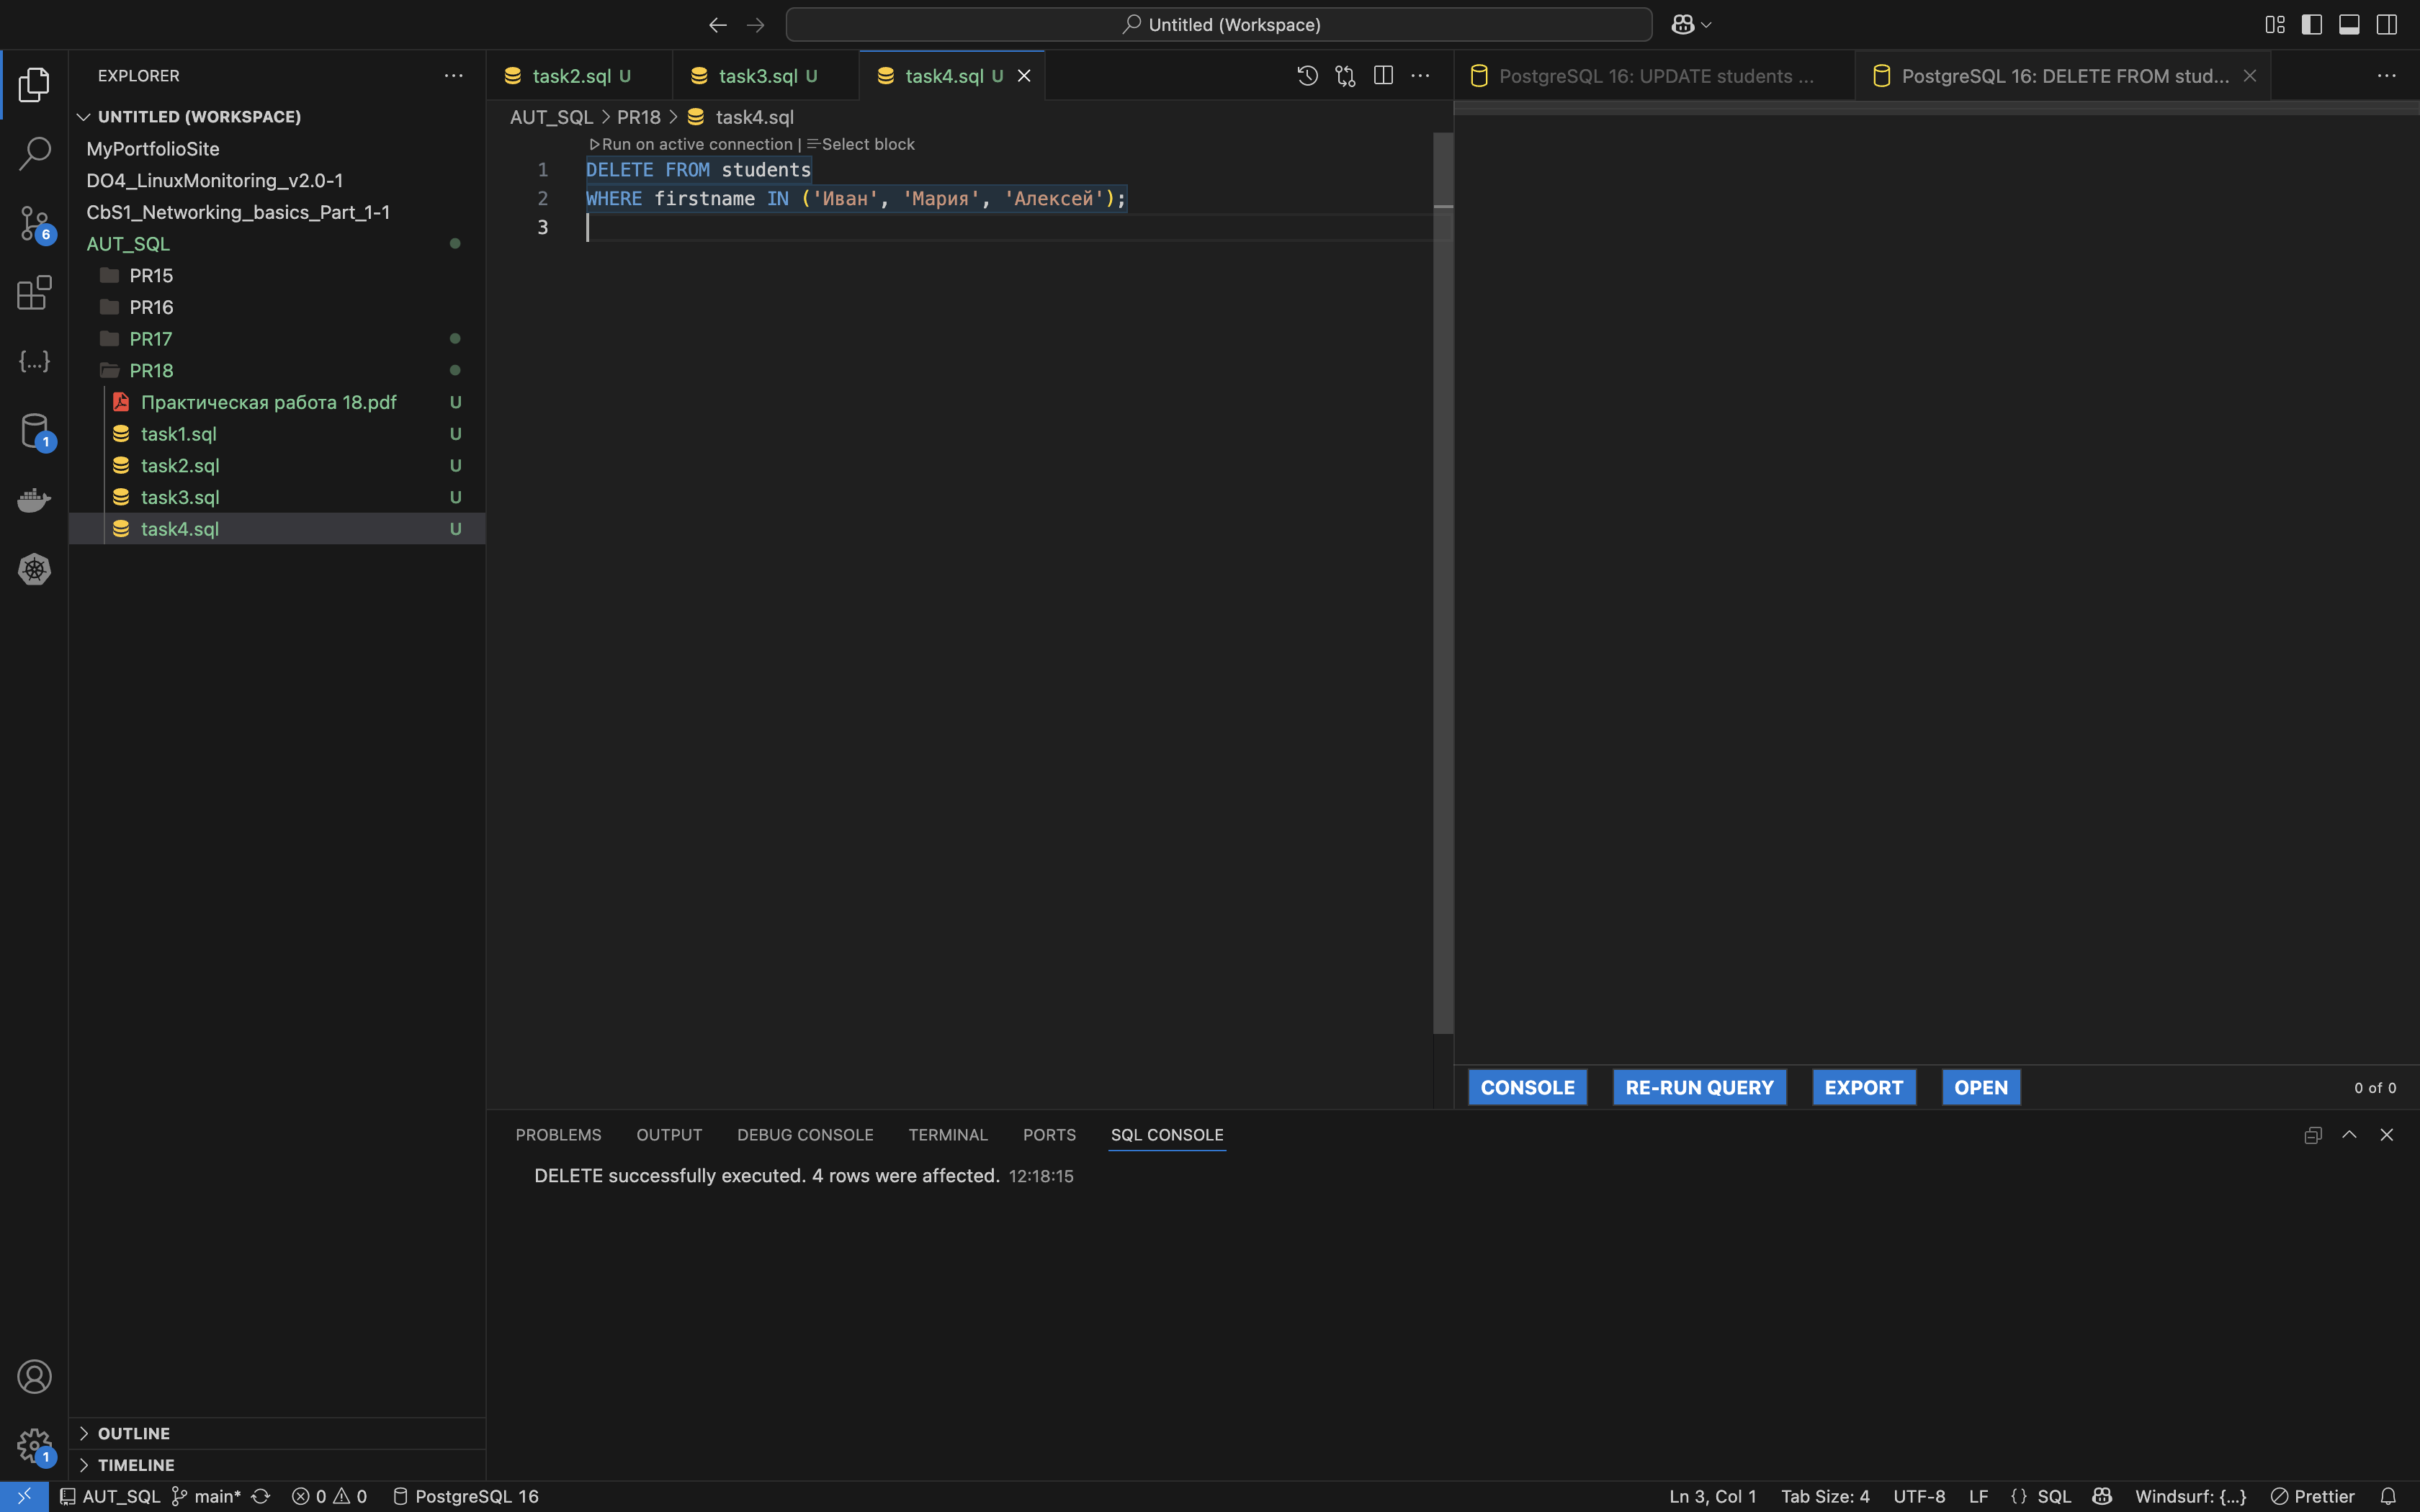 Untitled (Workspace)
EXPLORER
UNTITLED (WORKSPACE)
MyPortfolioSite
DO4_LinuxMonitoring_v2.0-1
CbS1_Networking_basics_Part_1-1
AUT_SQL
PR15
PR16
PR17
PR18
Практическая работа 18.pdf U
task1.sql U
task2.sql U
task3.sql U
task4.sql U
6
1
1
OUTLINE
TIMELINE
task2.sql U
task3.sql U
task4.sql U
AUT_SQL > PR18 > task4.sql
Run on active connection | Select block
1 DELETE FROM students
2 WHERE firstname IN ('Иван', 'Мария', 'Алексей');
3
PostgreSQL 16: UPDATE students ...
PostgreSQL 16: DELETE FROM stud...
CONSOLE RE-RUN QUERY EXPORT OPEN 0 of 0
PROBLEMS OUTPUT DEBUG CONSOLE TERMINAL PORTS SQL CONSOLE
DELETE successfully executed. 4 rows were affected. 12:18:15
AUT_SQL main* 0 0 PostgreSQL 16 Ln 3, Col 1 Tab Size: 4 UTF-8 LF {} SQL Windsurf: {...} Prettier